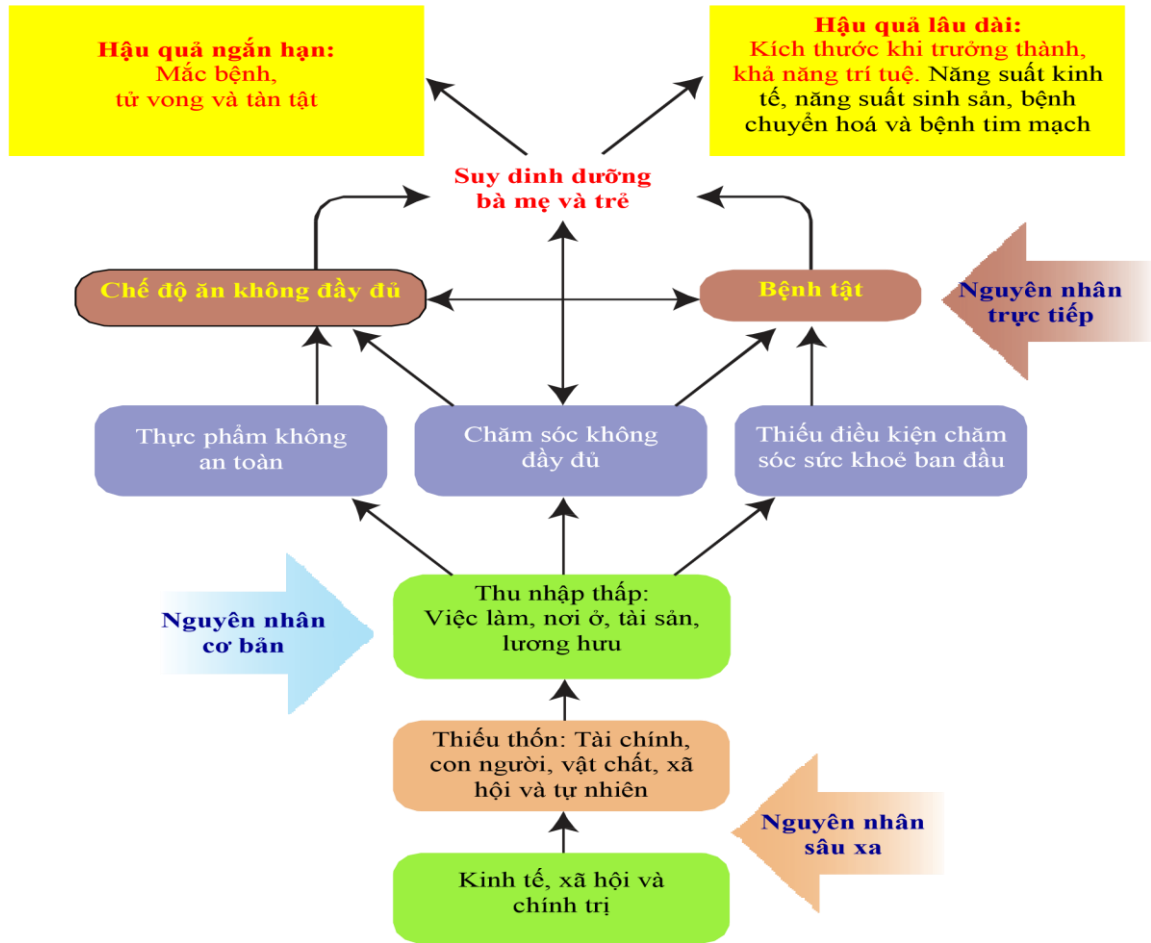 Hậu quả ngắn hạn:
Mắc bệnh,
tử vong và tàn tật
Hậu quả lâu dài:
Kích thước khi trưởng thành,
khả năng trí tuệ. Năng suất kinh
tế, năng suất sinh sản, bệnh
chuyển hoá và bệnh tim mạch
Suy dinh dưỡng
bà mẹ và trẻ
Chế độ ăn không đầy đủ
Bệnh tật
Nguyên nhân
trực tiếp
Thực phẩm không
an toàn
Chăm sóc không
đầy đủ
Thiếu điều kiện chăm
sóc sức khoẻ ban đầu
Nguyên nhân
cơ bản
Thu nhập thấp:
Việc làm, nơi ở, tài sản,
lương hưu
Thiếu thốn: Tài chính,
con người, vật chất, xã
hội và tự nhiên
Nguyên nhân
sâu xa
Kinh tế, xã hội và
chính trị